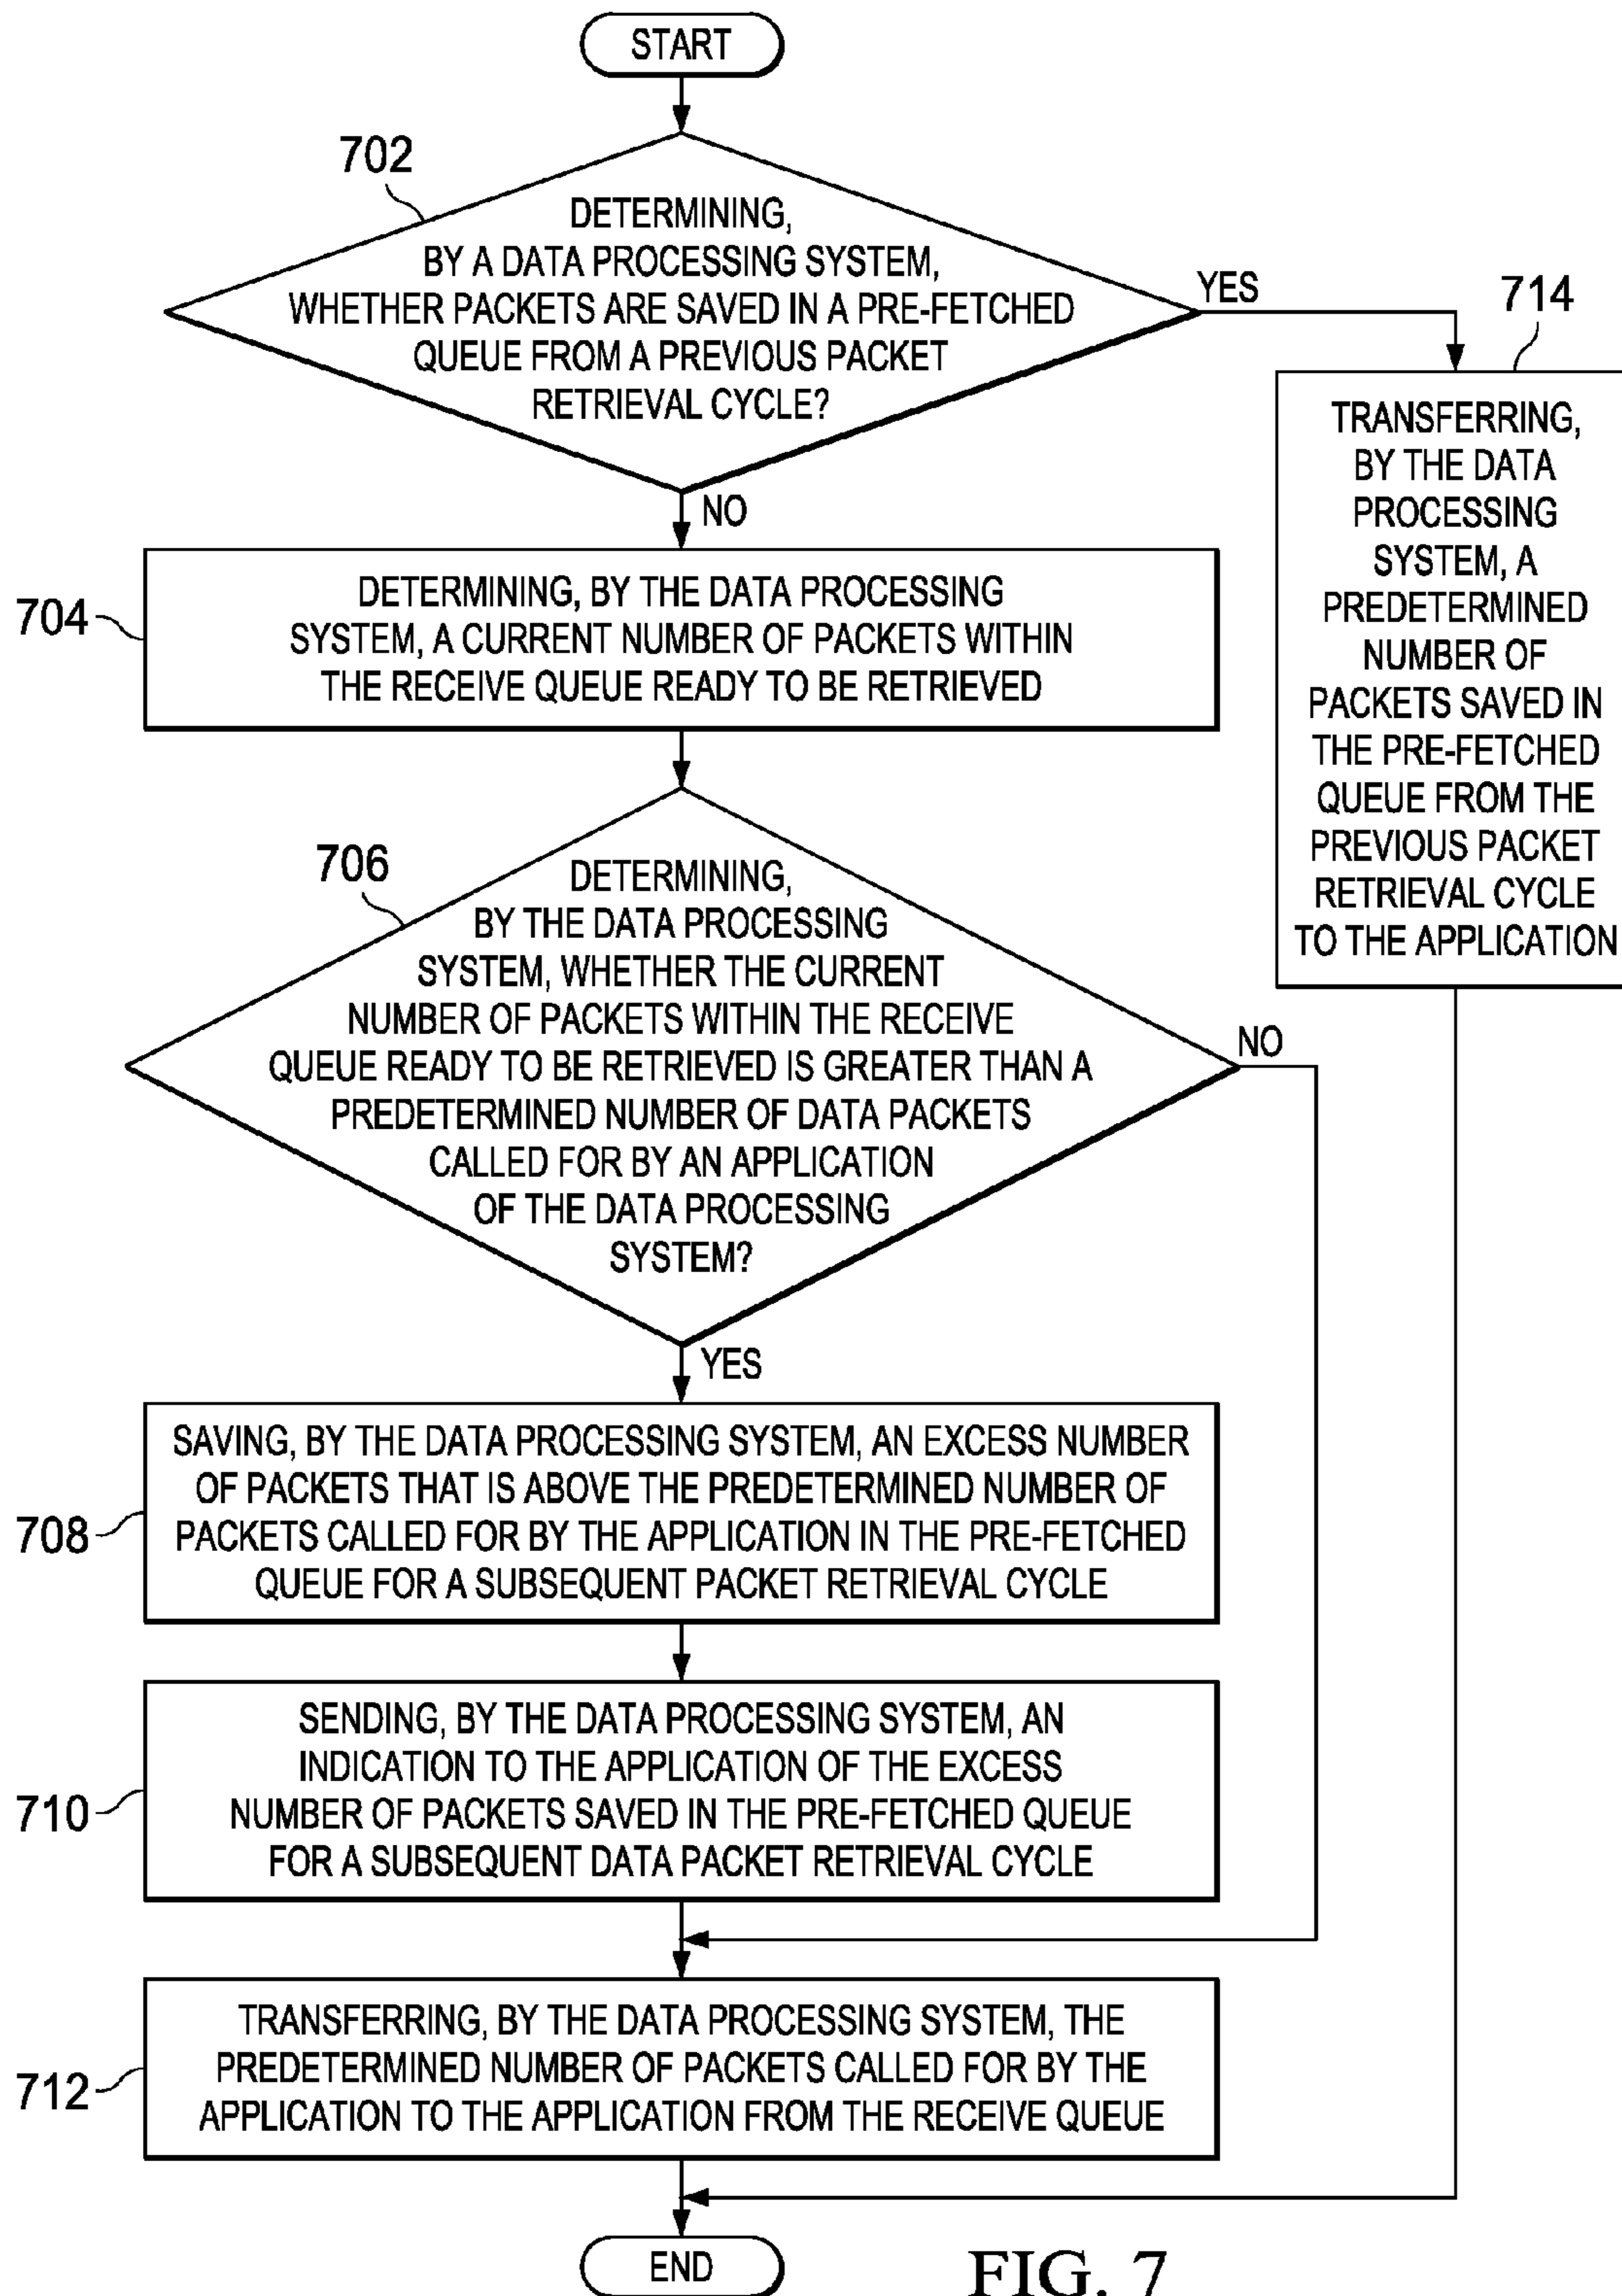 START
702
DETERMINING,
BY A DATA PROCESSING SYSTEM,
WHETHER PACKETS ARE SAVED IN A PRE-FETCHED
QUEUE FROM A PREVIOUS PACKET
RETRIEVAL CYCLE?
YES
NO
714
TRANSFERRING,
BY THE DATA
PROCESSING
SYSTEM, A
PREDETERMINED
NUMBER OF
PACKETS SAVED IN
THE PRE-FETCHED
QUEUE FROM THE
PREVIOUS PACKET
RETRIEVAL CYCLE
TO THE APPLICATION
704
DETERMINING, BY THE DATA PROCESSING
SYSTEM, A CURRENT NUMBER OF PACKETS WITHIN
THE RECEIVE QUEUE READY TO BE RETRIEVED
706
DETERMINING,
BY THE DATA PROCESSING
SYSTEM, WHETHER THE CURRENT
NUMBER OF PACKETS WITHIN THE RECEIVE
QUEUE READY TO BE RETRIEVED IS GREATER THAN A
PREDETERMINED NUMBER OF DATA PACKETS
CALLED FOR BY AN APPLICATION
OF THE DATA PROCESSING
SYSTEM?
NO
YES
708
SAVING, BY THE DATA PROCESSING SYSTEM, AN EXCESS NUMBER
OF PACKETS THAT IS ABOVE THE PREDETERMINED NUMBER OF
PACKETS CALLED FOR BY THE APPLICATION IN THE PRE-FETCHED
QUEUE FOR A SUBSEQUENT PACKET RETRIEVAL CYCLE
710
SENDING, BY THE DATA PROCESSING SYSTEM, AN
INDICATION TO THE APPLICATION OF THE EXCESS
NUMBER OF PACKETS SAVED IN THE PRE-FETCHED QUEUE
FOR A SUBSEQUENT DATA PACKET RETRIEVAL CYCLE
712
TRANSFERRING, BY THE DATA PROCESSING SYSTEM, THE
PREDETERMINED NUMBER OF PACKETS CALLED FOR BY THE
APPLICATION TO THE APPLICATION FROM THE RECEIVE QUEUE
END
FIG. 7